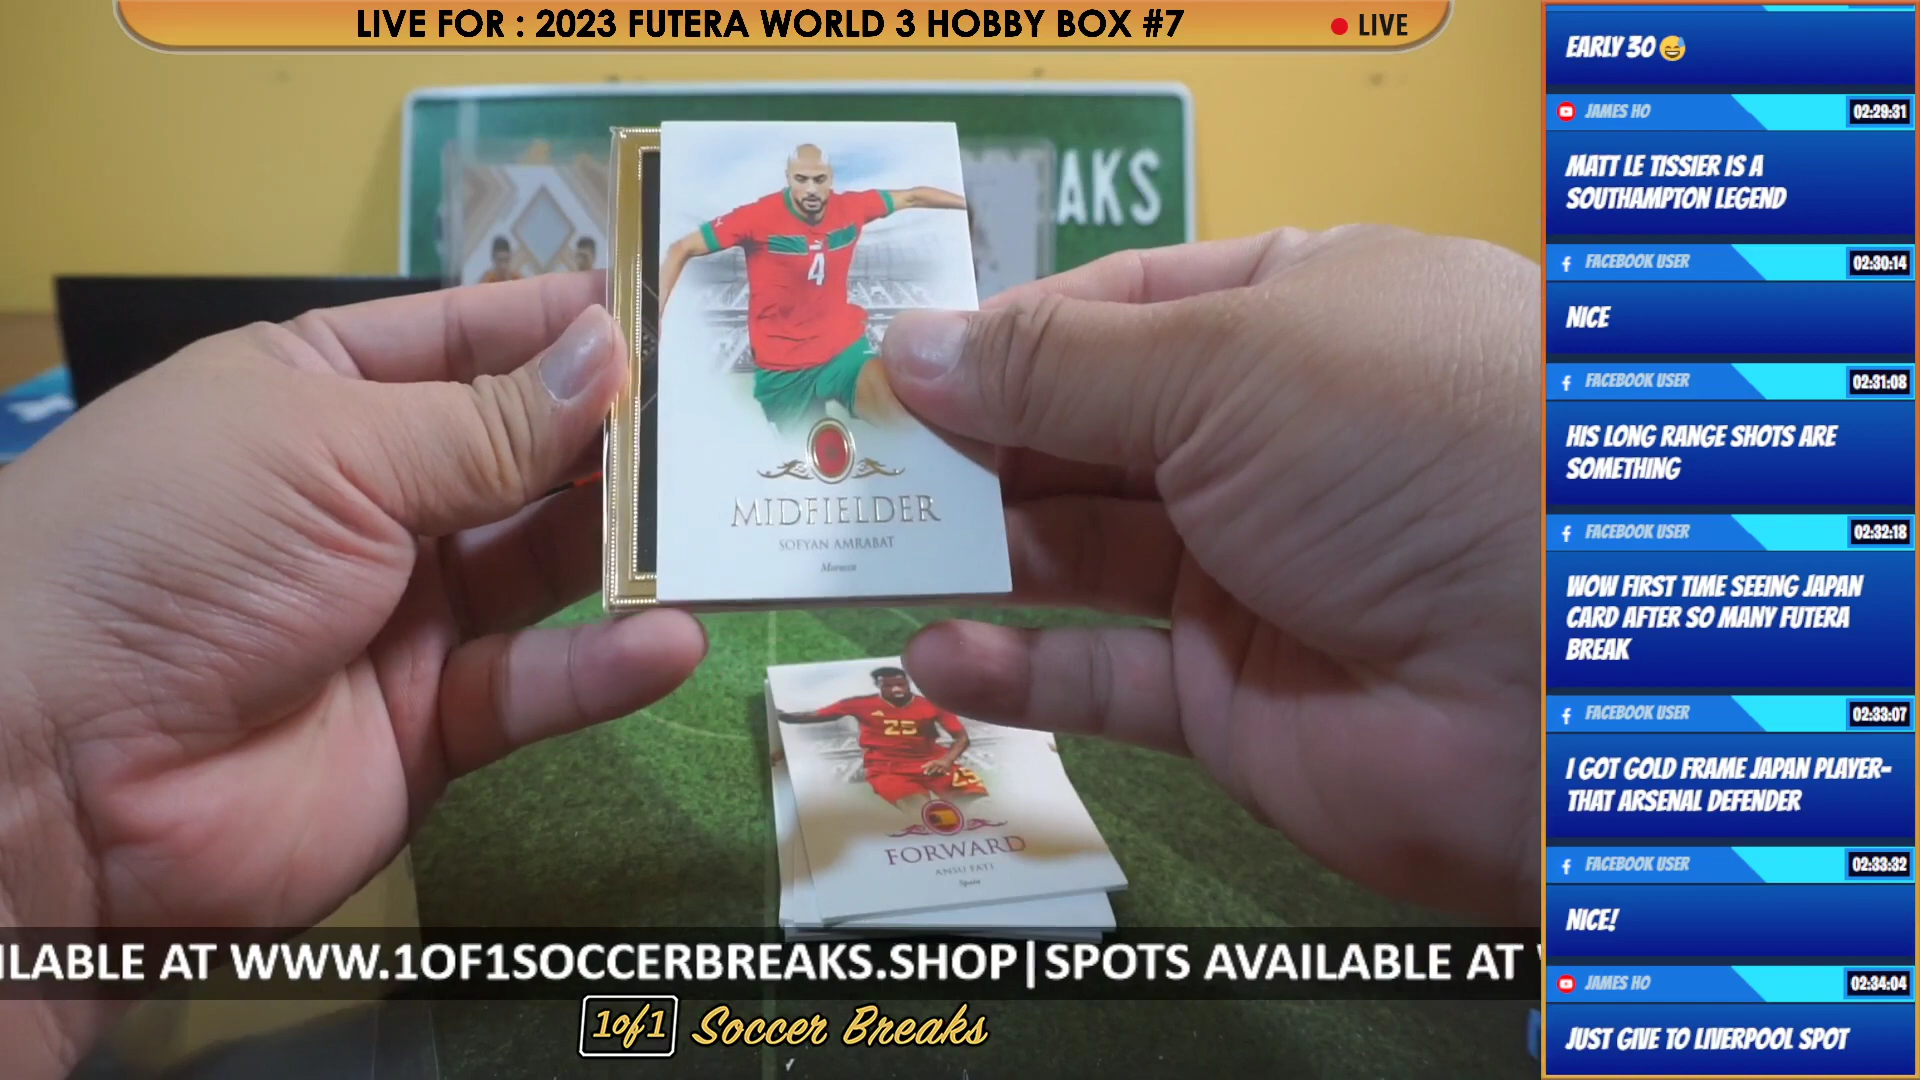 LIVE FOR : 2023 FUTERA WORLD 3 HOBBY BOX #7
LIVE
AKS
4
MIDFIELDER
SOFYAN AMRABAT
Morocco
25
25
FORWARD
ANSU FATI
Spain
ILABLE AT WWW.1OF1SOCCERBREAKS.SHOP|SPOTS AVAILABLE AT
1of1 Soccer Breaks
EARLY 30
JAMES HO 02:29:31
MATT LE TISSIER IS A
SOUTHAMPTON LEGEND
FACEBOOK USER 02:30:14
NICE
FACEBOOK USER 02:31:08
HIS LONG RANGE SHOTS ARE
SOMETHING
FACEBOOK USER 02:32:18
WOW FIRST TIME SEEING JAPAN
CARD AFTER SO MANY FUTERA
BREAK
FACEBOOK USER 02:33:07
I GOT GOLD FRAME JAPAN PLAYER-
THAT ARSENAL DEFENDER
FACEBOOK USER 02:33:32
NICE!
JAMES HO 02:34:04
JUST GIVE TO LIVERPOOL SPOT